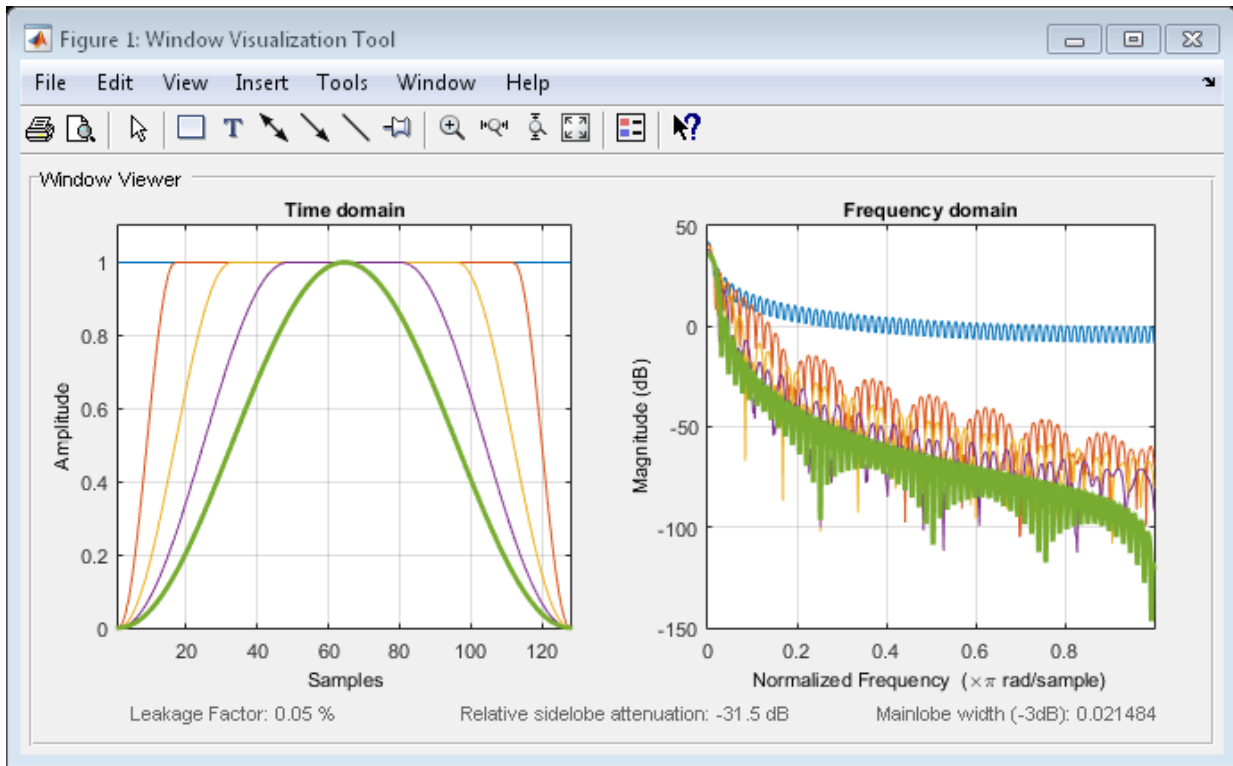 Figure 1: Window Visualization Tool
File Edit View Insert Tools Window Help
T
?
Window Viewer
Time domain
1
0.8
0.6
0.4
0.2
0
Amplitude
20 40 60 80 100 120
Samples
Frequency domain
50
0
-50
-100
-150
Magnitude (dB)
0 0.2 0.4 0.6 0.8
Normalized Frequency (×π rad/sample)
Leakage Factor: 0.05 % Relative sidelobe attenuation: -31.5 dB Mainlobe width (-3dB): 0.021484